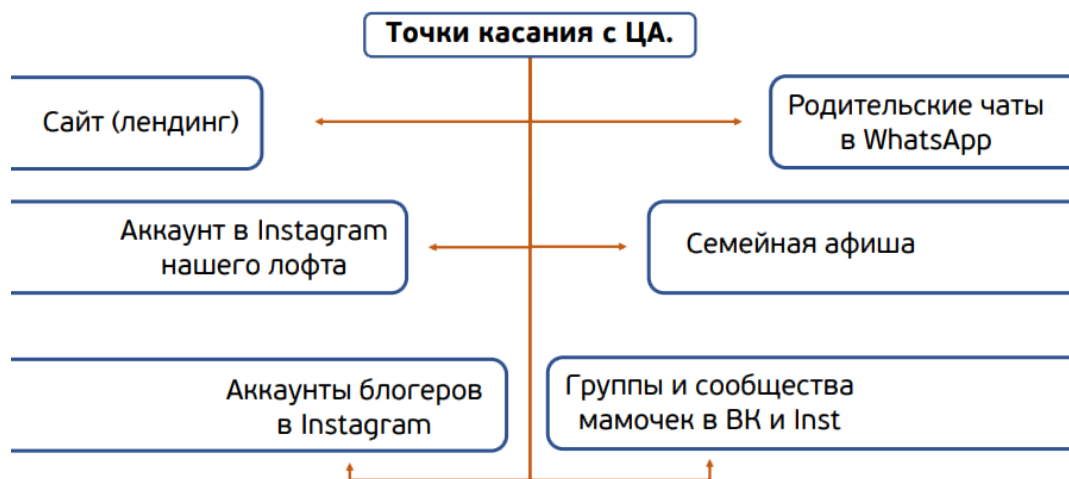 Точки касания с ЦА.
Сайт (лендинг)
Родительские чаты
в WhatsApp
Аккаунт в Instagram
нашего лофта
Семейная афиша
Аккаунты блогеров
в Instagram
Группы и сообщества
мамочек в ВК и Inst